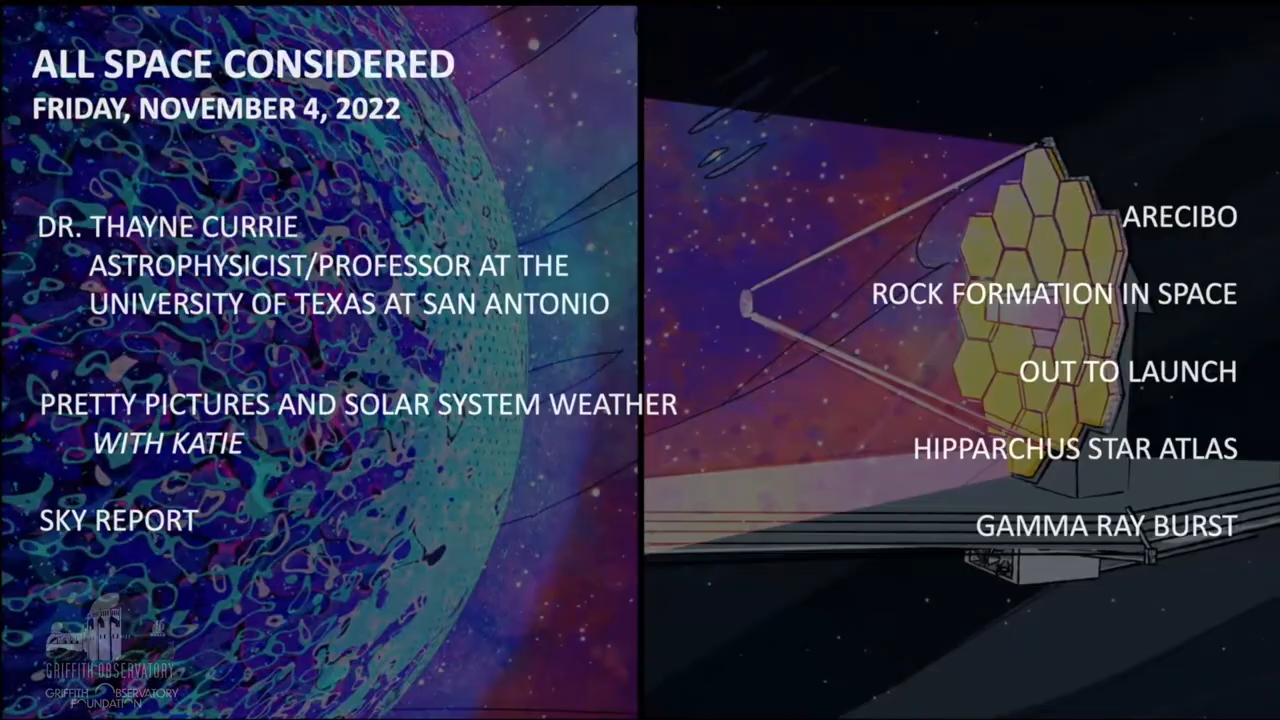 ALL SPACE CONSIDERED
FRIDAY, NOVEMBER 4, 2022
DR. THAYNE CURRIE
ASTROPHYSICIST/PROFESSOR AT THE
UNIVERSITY OF TEXAS AT SAN ANTONIO
PRETTY PICTURES AND SOLAR SYSTEM WEATHER
WITH KATIE
SKY REPORT
ARECIBO
ROCK FORMATION IN SPACE
OUT TO LAUNCH
HIPPARCHUS STAR ATLAS
GAMMA RAY BURST
GRIFFITH OBSERVATORY
GRIFFITH OBSERVATORY
FOUNDATION